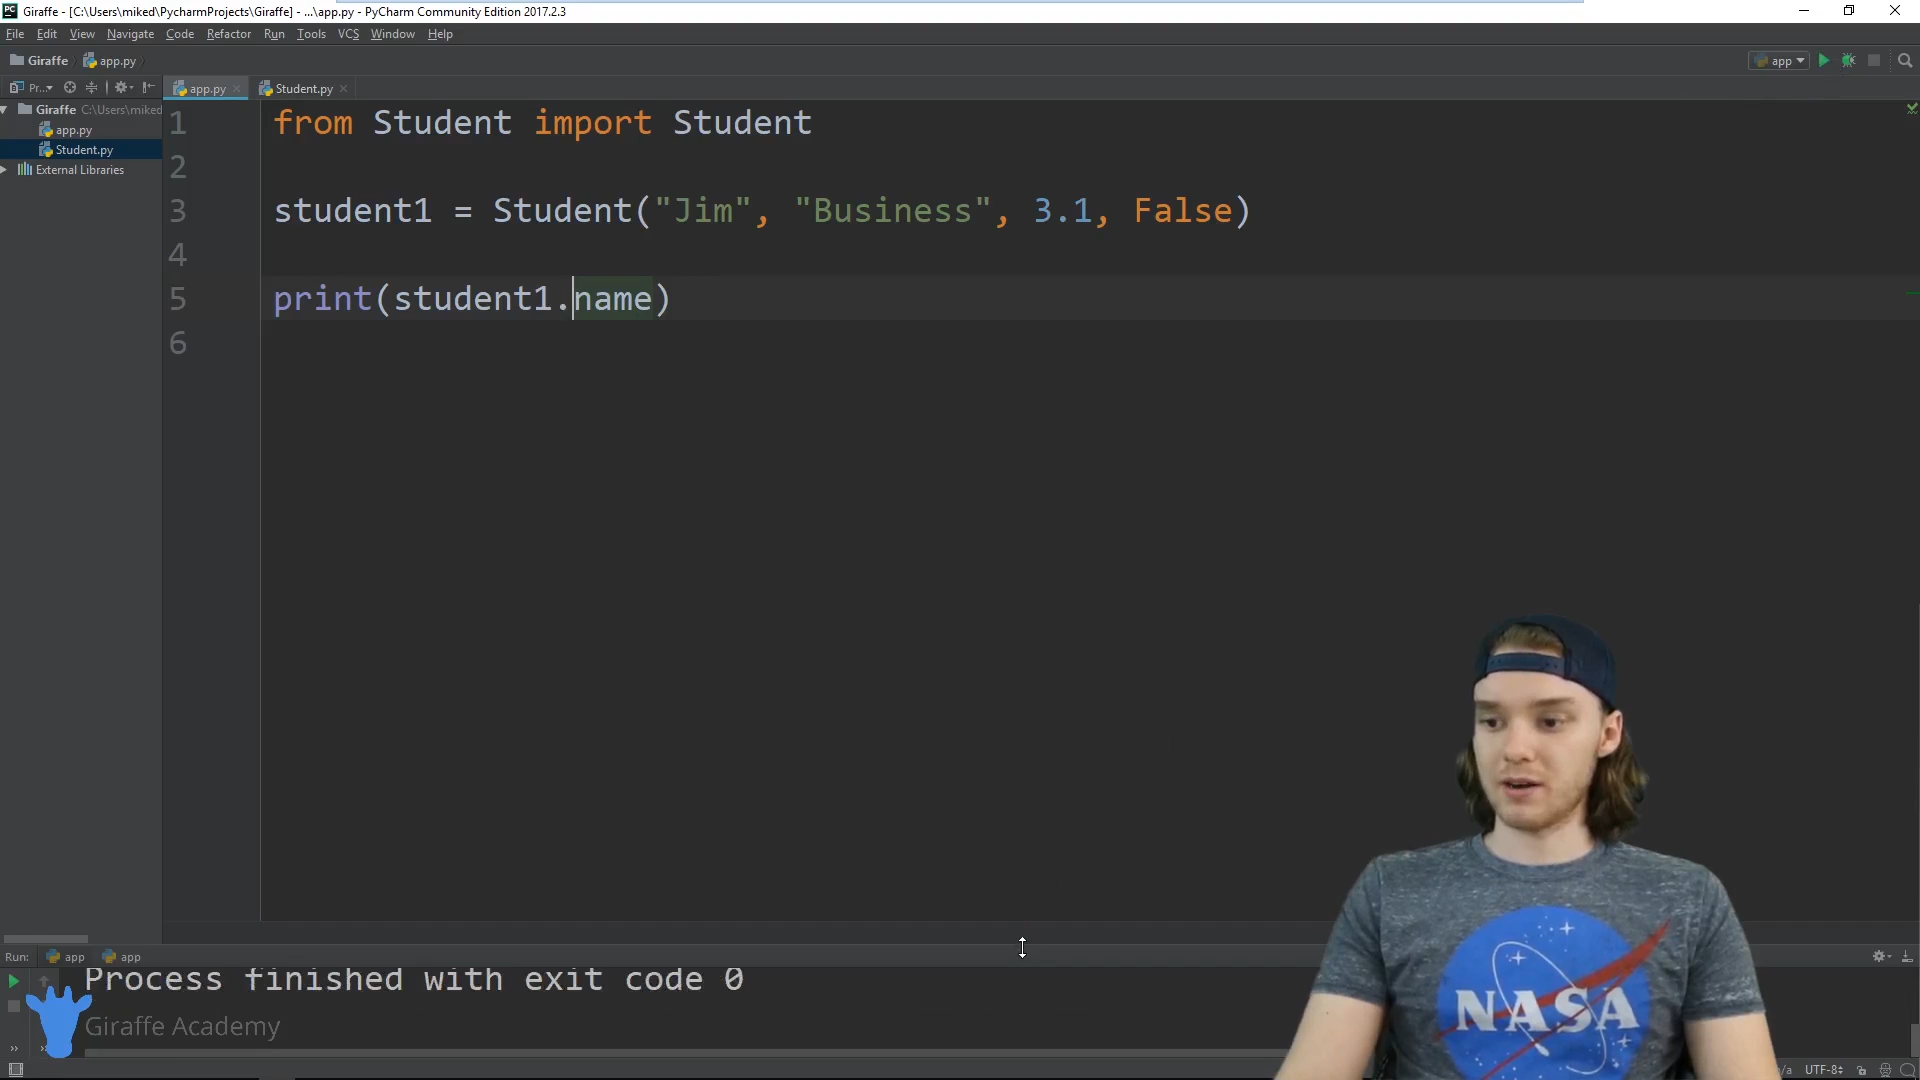 Giraffe - [C:\Users\miked\PycharmProjects\Giraffe] - ...\app.py - PyCharm Community Edition 2017.2.3
File Edit View Navigate Code Refactor Run Tools VCS Window Help
Giraffe app.py
app
Pr...
app.py
Student.py
Giraffe C:\Users\miked
app.py
Student.py
External Libraries
1 from Student import Student
2
3 student1 = Student("Jim", "Business", 3.1, False)
4
5 print(student1.name)
6
Run: app app
Process finished with exit code 0
Giraffe Academy
NASA
UTF-8